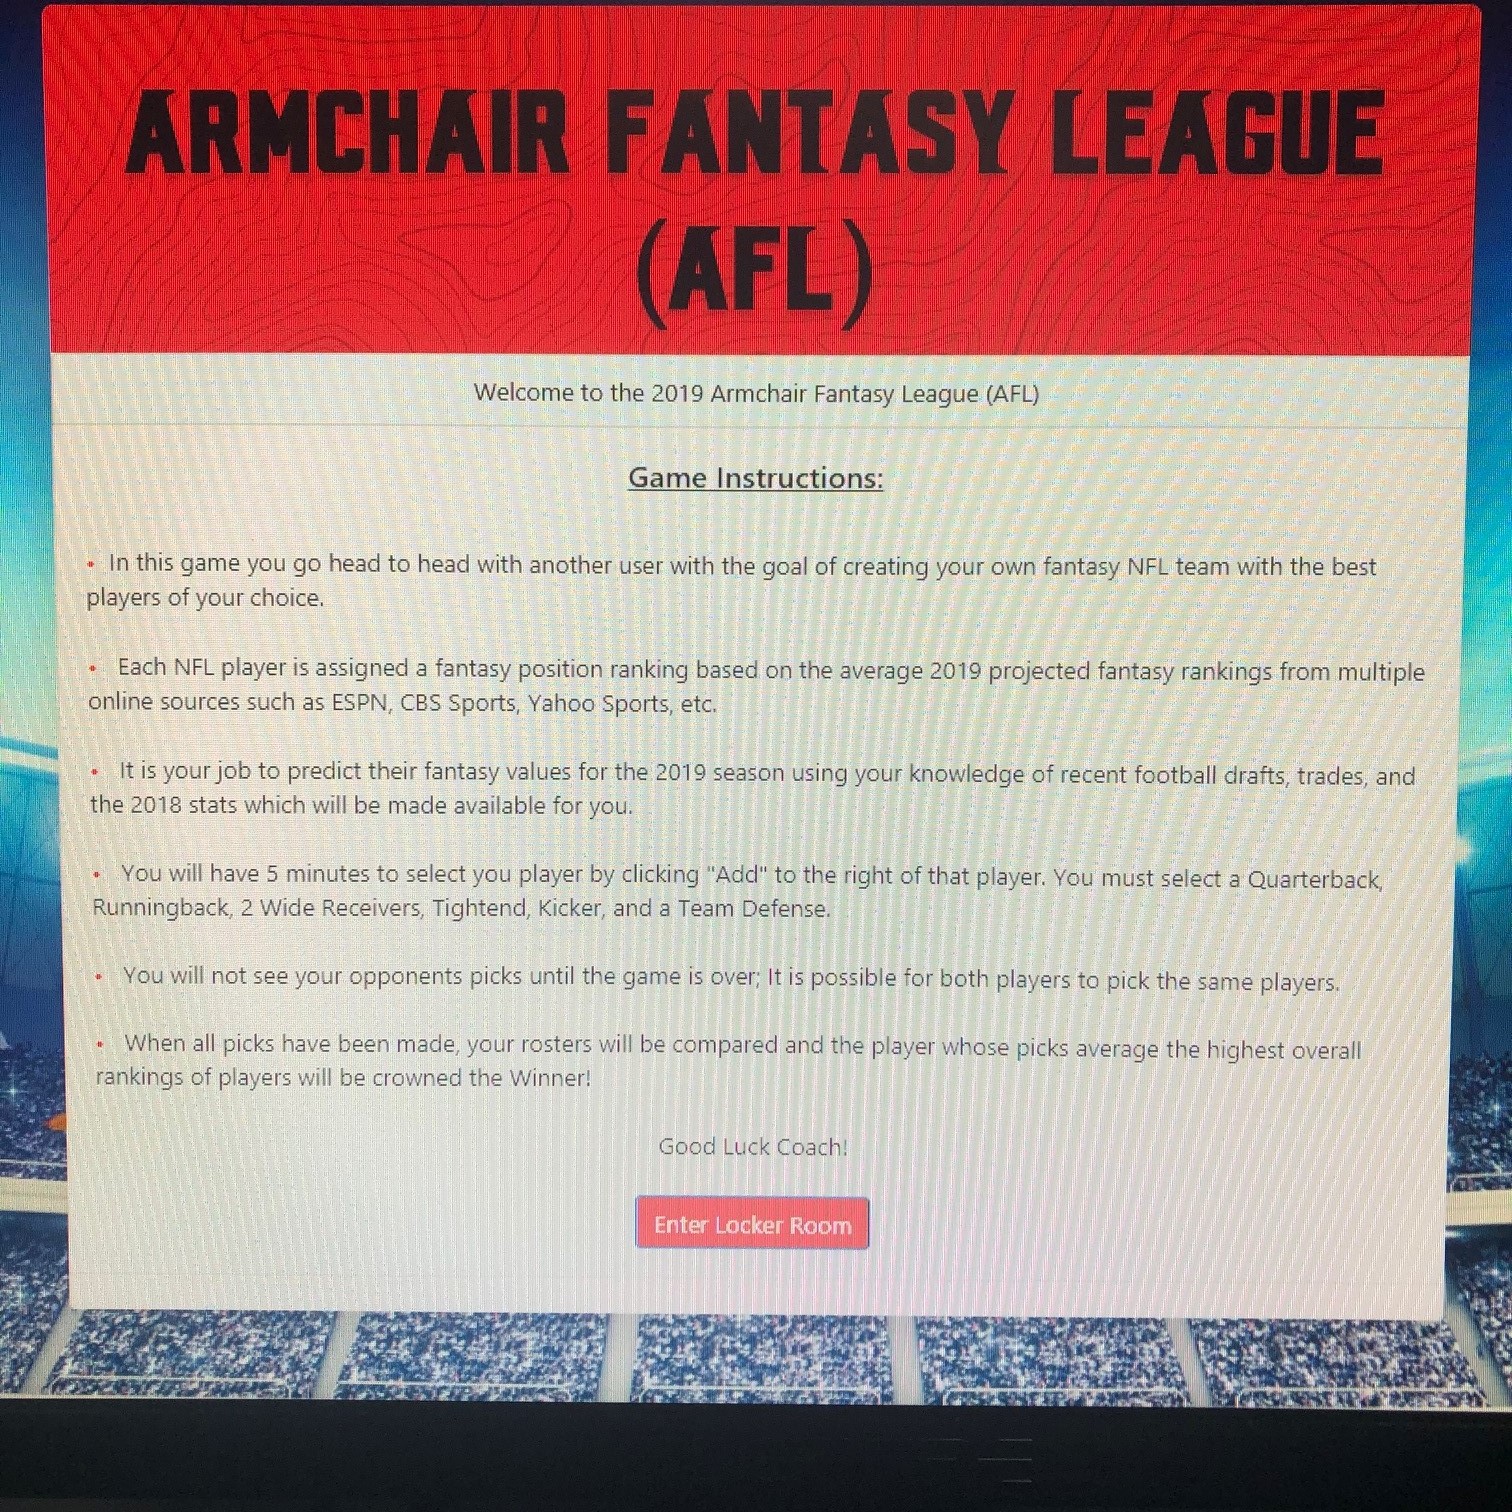 ARMCHAIR FANTASY LEAGUE
(AFL)
Welcome to the 2019 Armchair Fantasy League (AFL)
Game Instructions:
• In this game you go head to head with another user with the goal of creating your own fantasy NFL team with the best
players of your choice.
• Each NFL player is assigned a fantasy position ranking based on the average 2019 projected fantasy rankings from multiple
online sources such as ESPN, CBS Sports, Yahoo Sports, etc.
• It is your job to predict their fantasy values for the 2019 season using your knowledge of recent football drafts, trades, and
the 2018 stats which will be made available for you.
• You will have 5 minutes to select you player by clicking "Add" to the right of that player. You must select a Quarterback,
Runningback, 2 Wide Receivers, Tightend, Kicker, and a Team Defense.
• You will not see your opponents picks until the game is over; It is possible for both players to pick the same players.
• When all picks have been made, your rosters will be compared and the player whose picks average the highest overall
rankings of players will be crowned the Winner!
Good Luck Coach!
Enter Locker Room